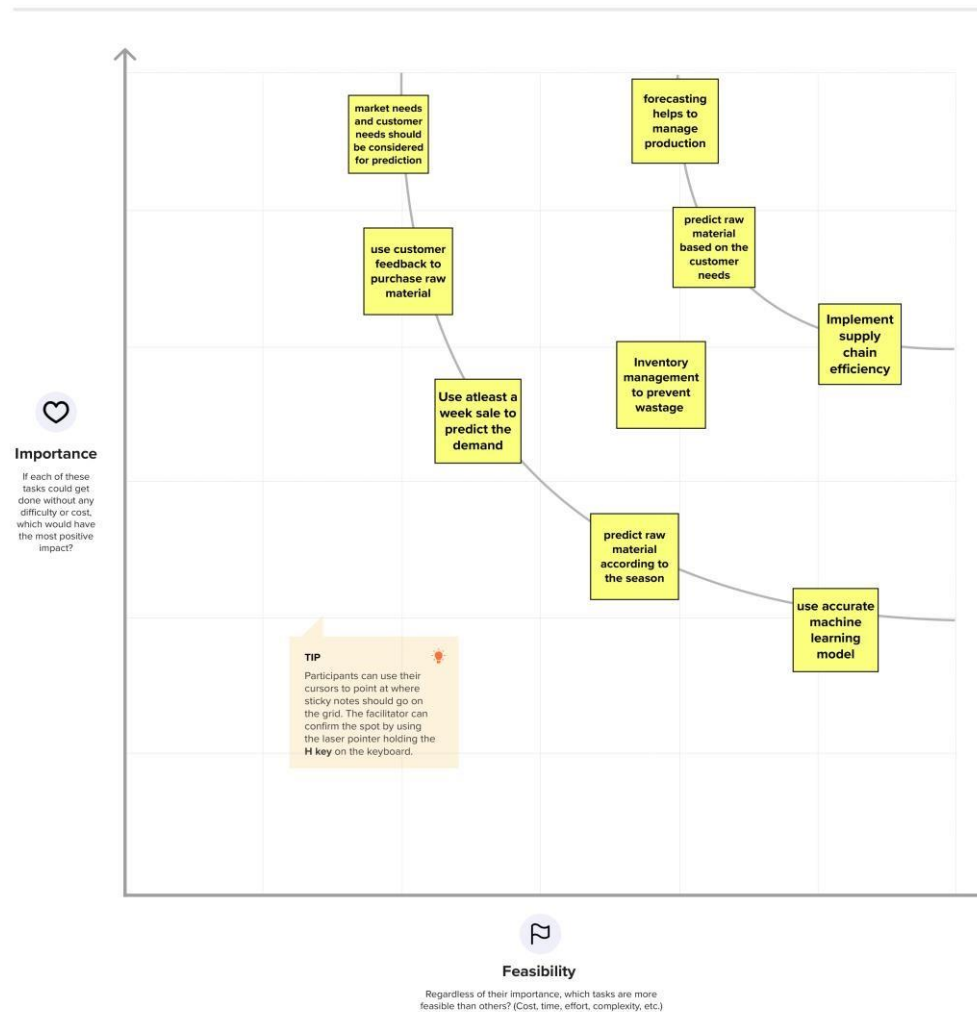 market needs
and customer
needs should
be considered
for prediction
forecasting
helps to
manage
production
use customer
feedback to
purchase raw
material
predict raw
material
based on the
customer
needs
Implement
supply
chain
efficiency
Inventory
management
to prevent
wastage
Use atleast a
week sale to
predict the
demand
Importance
If each of these
tasks could get
done without any
difficulty or cost,
which would have
the most positive
impact?
predict raw
material
according to
the season
use accurate
machine
learning
model
TIP
Participants can use their
cursors to point at where
sticky notes should go on
the grid. The facilitator can
confirm the spot by using
the laser pointer holding the
H key on the keyboard.
Feasibility
Regardless of their importance, which tasks are more
feasible than others? (Cost, time, effort, complexity, etc.)